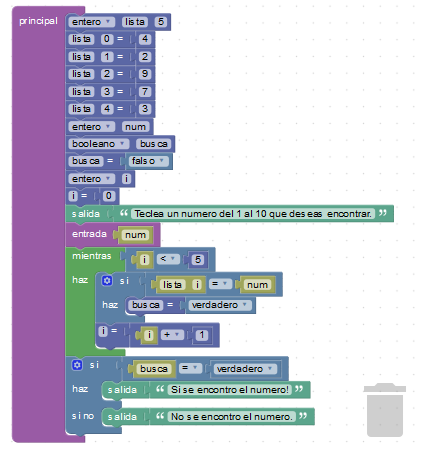 principal entero lista 5
lista 0 = 4
lista 1 = 2
lista 2 = 9
lista 3 = 7
lista 4 = 3
entero num
booleano busca
busca = falso
entero i
i = 0
salida “ Teclea un numero del 1 al 10 que deseas encontrar. ”
entrada num
mientras i < 5
haz si lista i = num
haz busca = verdadero
i = i + 1
si busca = verdadero
haz salida “ Si se encontro el numero! ”
si no salida “ No se encontro el numero. ”